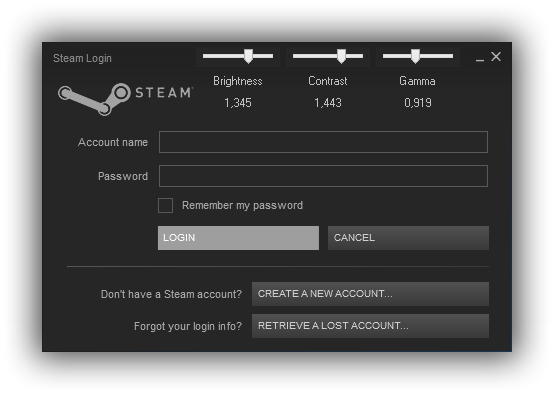 Steam Login
Brightness Contrast Gamma
1,345 1,443 0,919
STEAM
Account name
Password
Remember my password
LOGIN CANCEL
Don't have a Steam account? CREATE A NEW ACCOUNT...
Forgot your login info? RETRIEVE A LOST ACCOUNT...